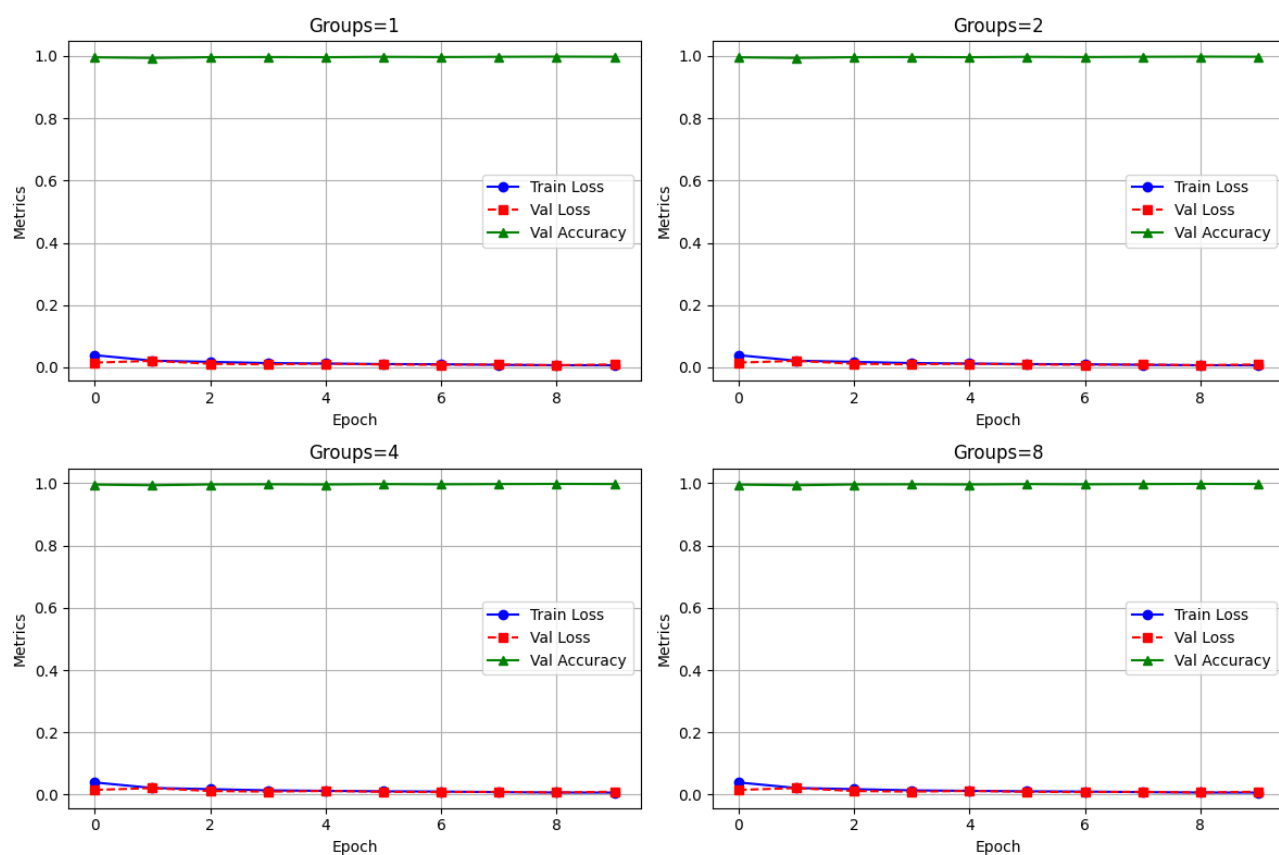 Groups=1
1.0
0.8
0.6
0.4
0.2
0.0
Metrics
Train Loss
Val Loss
Val Accuracy
0 2 4 6 8
Epoch
Groups=2
1.0
0.8
0.6
0.4
0.2
0.0
Metrics
Train Loss
Val Loss
Val Accuracy
0 2 4 6 8
Epoch
Groups=4
1.0
0.8
0.6
0.4
0.2
0.0
Metrics
Train Loss
Val Loss
Val Accuracy
0 2 4 6 8
Epoch
Groups=8
1.0
0.8
0.6
0.4
0.2
0.0
Metrics
Train Loss
Val Loss
Val Accuracy
0 2 4 6 8
Epoch